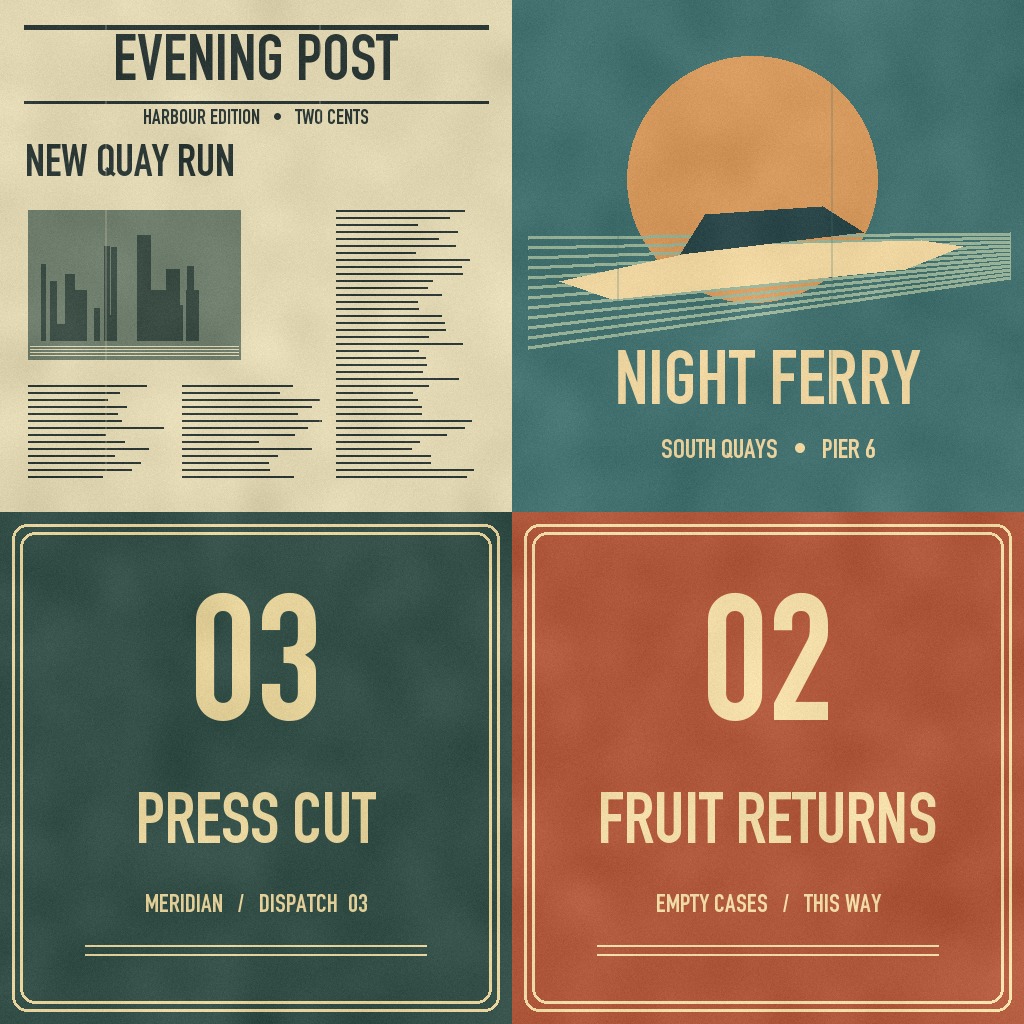 EVENING POST
HARBOUR EDITION • TWO CENTS
NEW QUAY RUN
NIGHT FERRY
SOUTH QUAYS • PIER 6
03
PRESS CUT
MERIDIAN / DISPATCH 03
02
FRUIT RETURNS
EMPTY CASES / THIS WAY